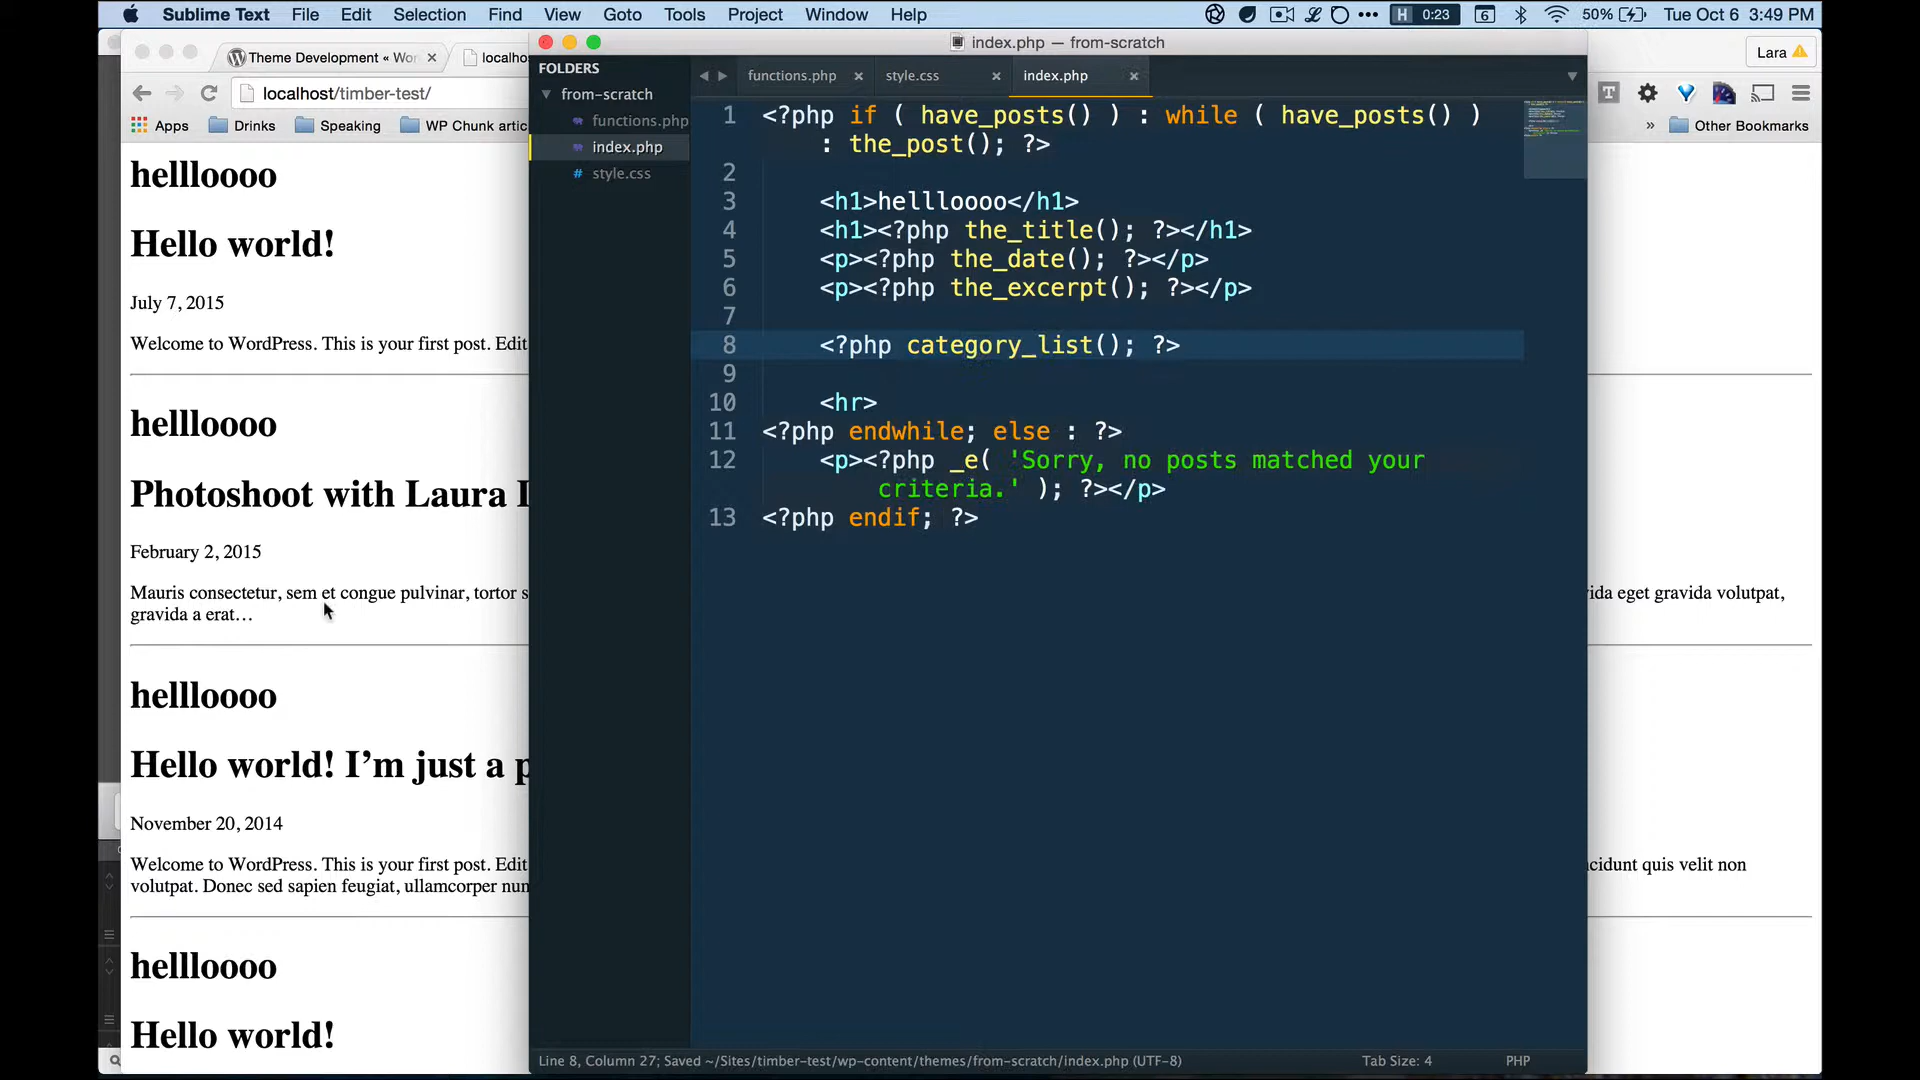 Sublime Text File Edit Selection Find View Goto Tools Project Window Help H 0:23 6 50% Tue Oct 6 3:49 PM
Theme Development « Wor
localho
Lara
localhost/timber-test/
Apps Drinks Speaking WP Chunk artic
» Other Bookmarks
hellloooo
Hello world!
July 7, 2015
Welcome to WordPress. This is your first post. Edit
hellloooo
Photoshoot with Laura
February 2, 2015
Mauris consectetur, sem et congue pulvinar, tortor s
ida eget gravida volutpat,
gravida a erat…
hellloooo
Hello world! I’m just a p
November 20, 2014
Welcome to WordPress. This is your first post. Edit
cidunt quis velit non
volutpat. Donec sed sapien feugiat, ullamcorper nun
hellloooo
Hello world!
index.php — from-scratch
FOLDERS
from-scratch
functions.php
index.php
style.css
functions.php style.css index.php
1 <?php if ( have_posts() ) : while ( have_posts() )
: the_post(); ?>
2
3 <h1>hellloooo</h1>
4 <h1><?php the_title(); ?></h1>
5 <p><?php the_date(); ?></p>
6 <p><?php the_excerpt(); ?></p>
7
8 <?php category_list(); ?>
9
10 <hr>
11 <?php endwhile; else : ?>
12 <p><?php _e( 'Sorry, no posts matched your
criteria.' ); ?></p>
13 <?php endif; ?>
Line 8, Column 27; Saved ~/Sites/timber-test/wp-content/themes/from-scratch/index.php (UTF-8) Tab Size: 4 PHP